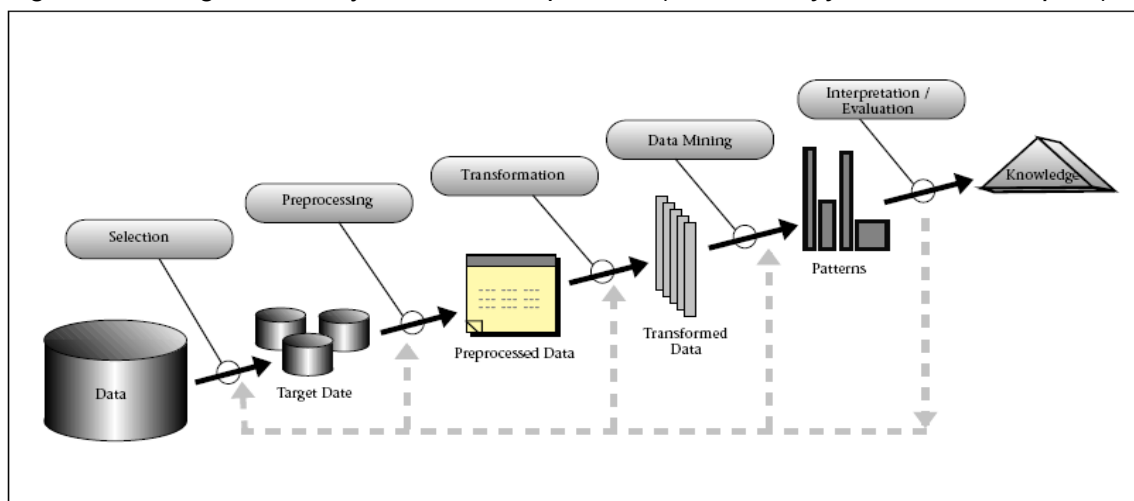 Interpretation /
Evaluation
Data Mining
Knowledge
Transformation
Preprocessing
Patterns
Selection
Transformed
Data
Preprocessed Data
Target Date
Data